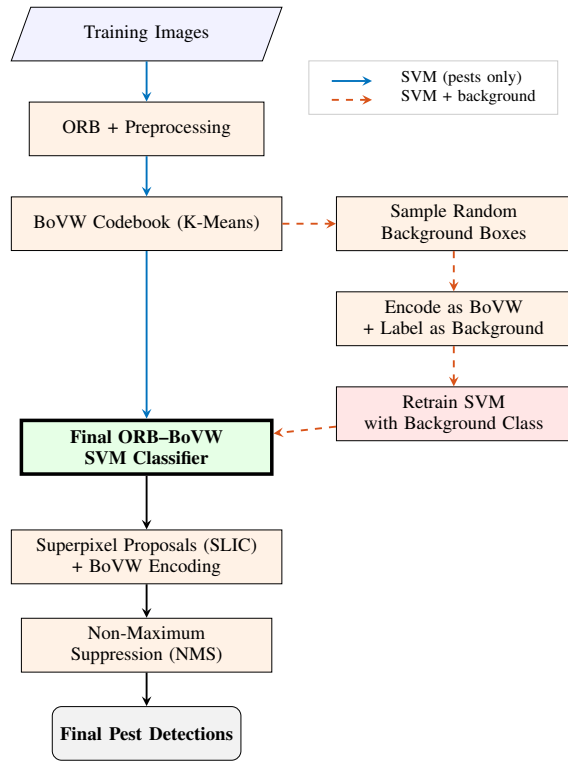 Training Images
SVM (pests only)
SVM + background
ORB + Preprocessing
BoVW Codebook (K-Means)
Sample Random
Background Boxes
Encode as BoVW
+ Label as Background
Retrain SVM
with Background Class
Final ORB–BoVW
SVM Classifier
Superpixel Proposals (SLIC)
+ BoVW Encoding
Non-Maximum
Suppression (NMS)
Final Pest Detections